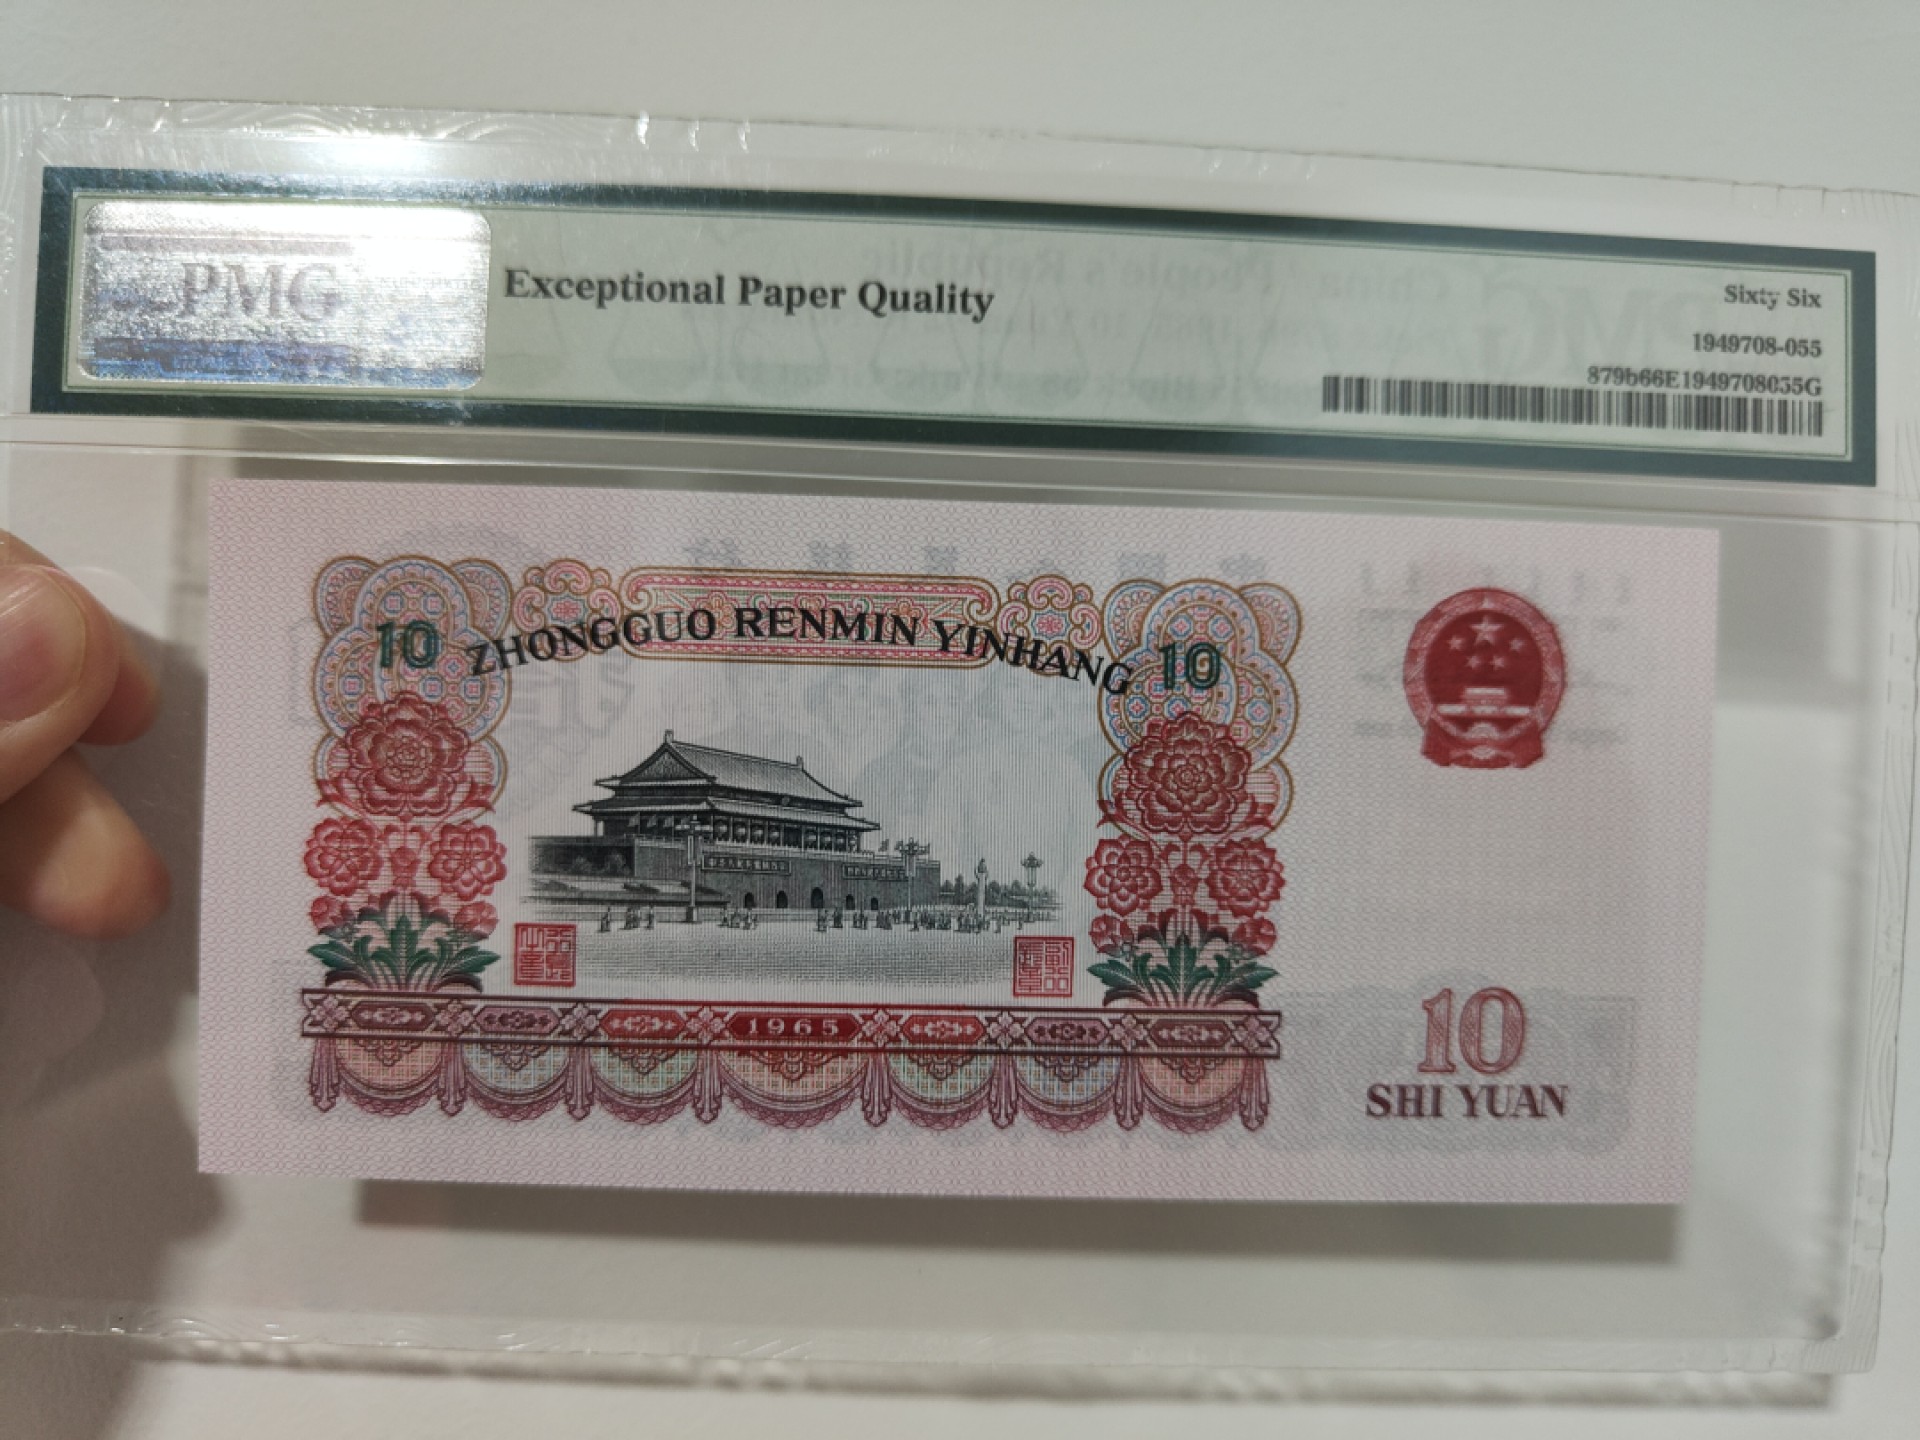 PMG
Exceptional Paper Quality
Sixty Six
1949708-055
879b66E1949708055G
10 ZHONGGUO RENMIN YINHANG 10
1965
10
SHI YUAN